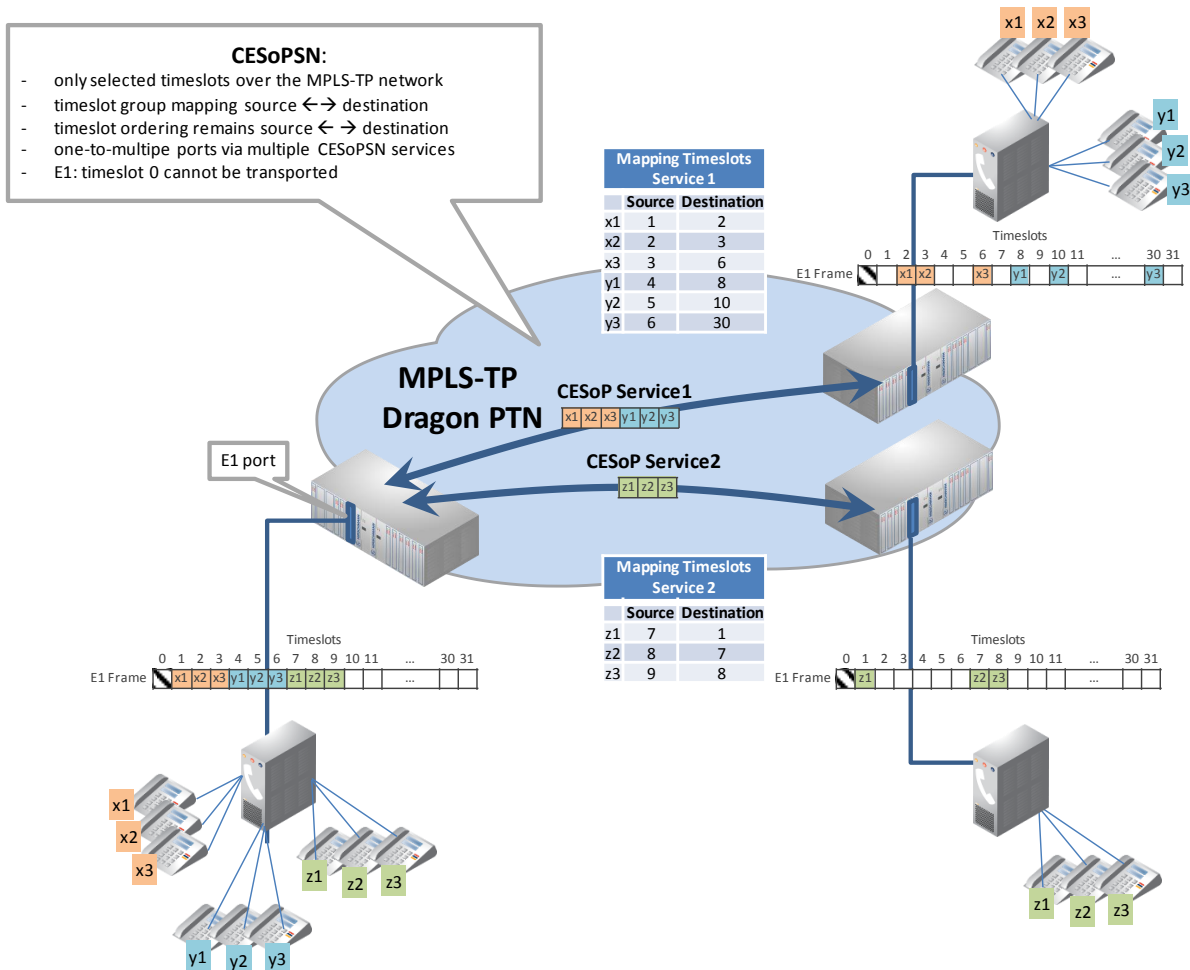 CESoPSN:
- only selected timeslots over the MPLS-TP network
- timeslot group mapping source ←→ destination
- timeslot ordering remains source ← → destination
- one-to-multipe ports via multiple CESoPSN services
- E1: timeslot 0 cannot be transported
x1 x2 x3
y1
y2
y3
Mapping Timeslots
Service 1
Source Destination
x1 1 2
x2 2 3
x3 3 6
y1 4 8
y2 5 10
y3 6 30
Timeslots
0 1 2 3 4 5 6 7 8 9 10 11 ... 30 31
E1 Frame x1 x2 x3 y1 y2 ... y3
MPLS-TP
Dragon PTN
CESoP Service1
x1 x2 x3 y1 y2 y3
E1 port
CESoP Service2
z1 z2 z3
Mapping Timeslots
Service 2
Source Destination
z1 7 1
z2 8 7
z3 9 8
Timeslots
0 1 2 3 4 5 6 7 8 9 10 11 ... 30 31
E1 Frame x1 x2 x3 y1 y2 y3 z1 z2 z3 ...
Timeslots
0 1 2 3 4 5 6 7 8 9 10 11 ... 30 31
E1 Frame z1 z2 z3 ...
x1
x2
x3
z1 z2 z3
y1 y2 y3
z1 z2 z3